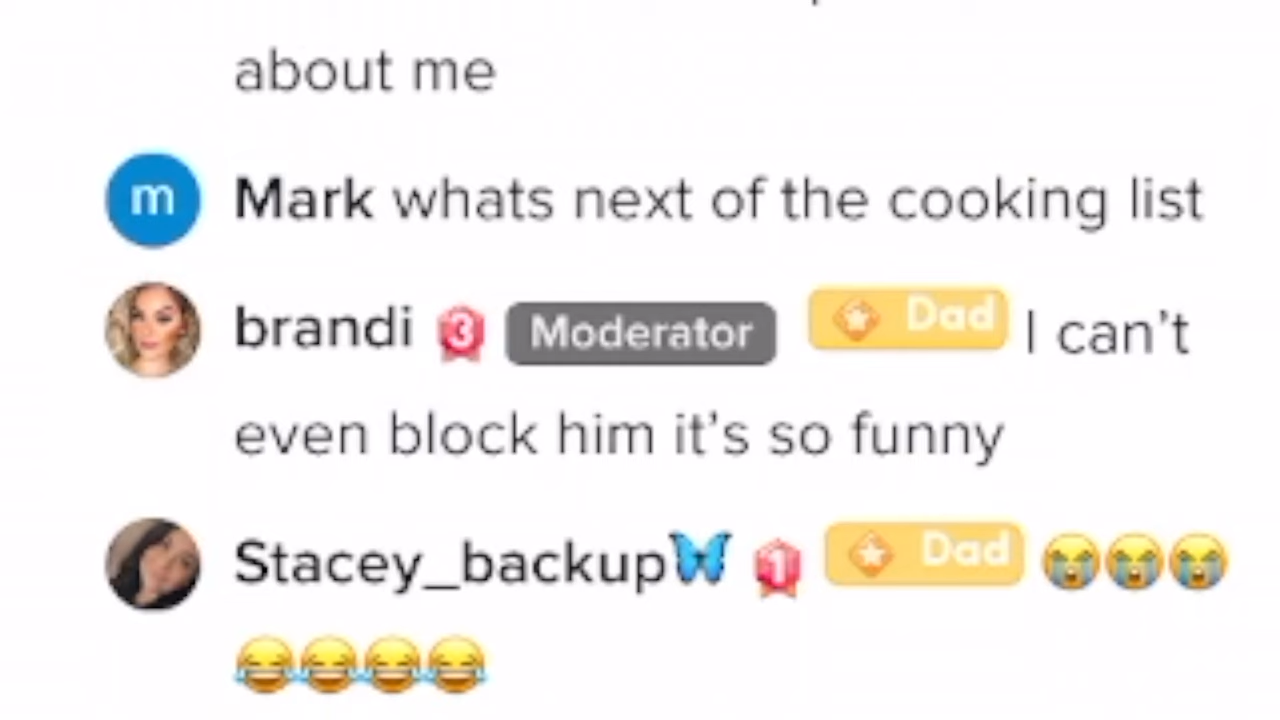 about me
m Mark whats next of the cooking list
brandi 3 Moderator Dad I can't
even block him it's so funny
Stacey_backup🦋 1 Dad 😭😭😭
😂😂😂😂